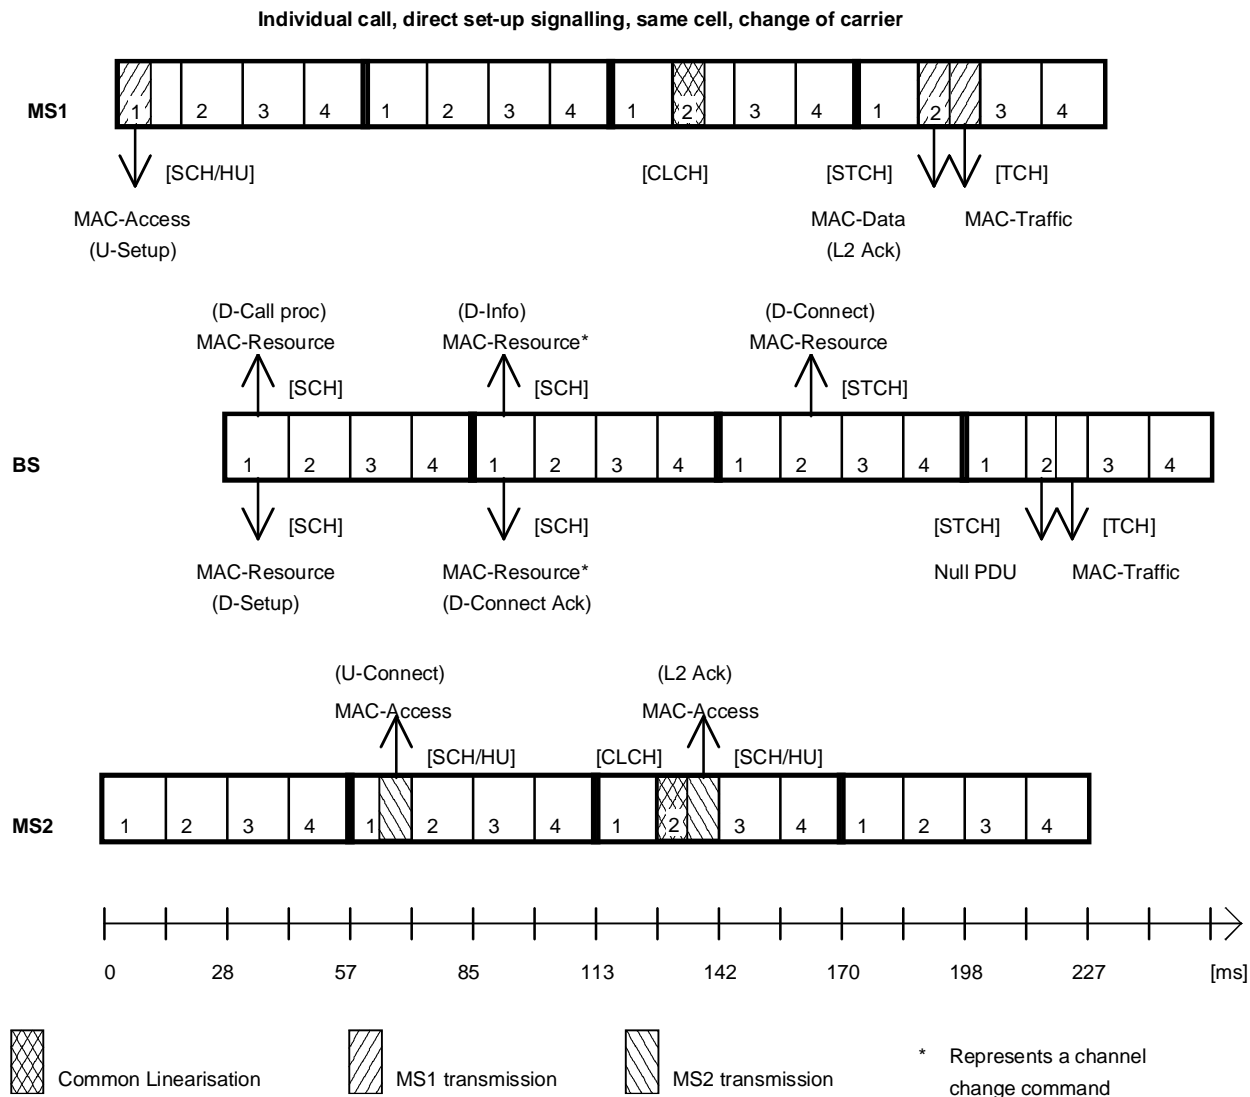 Individual call, direct set-up signalling, same cell, change of carrier
MS1
1 2 3 4 1 2 3 4 1 2 3 4 1 2 3 4
[SCH/HU] [CLCH] [STCH] [TCH]
MAC-Access MAC-Data MAC-Traffic
(U-Setup) (L2 Ack)
(D-Call proc) (D-Info) (D-Connect)
MAC-Resource MAC-Resource* MAC-Resource
[SCH] [SCH] [STCH]
BS
1 2 3 4 1 2 3 4 1 2 3 4 1 2 3 4
[SCH] [SCH] [STCH] [TCH]
MAC-Resource MAC-Resource* Null PDU MAC-Traffic
(D-Setup) (D-Connect Ack)
(U-Connect) (L2 Ack)
MAC-Access MAC-Access
[SCH/HU] [CLCH] [SCH/HU]
MS2
1 2 3 4 1 2 3 4 1 2 3 4 1 2 3 4
0 28 57 85 113 142 170 198 227 [ms]
Common Linearisation MS1 transmission MS2 transmission
* Represents a channel
change command